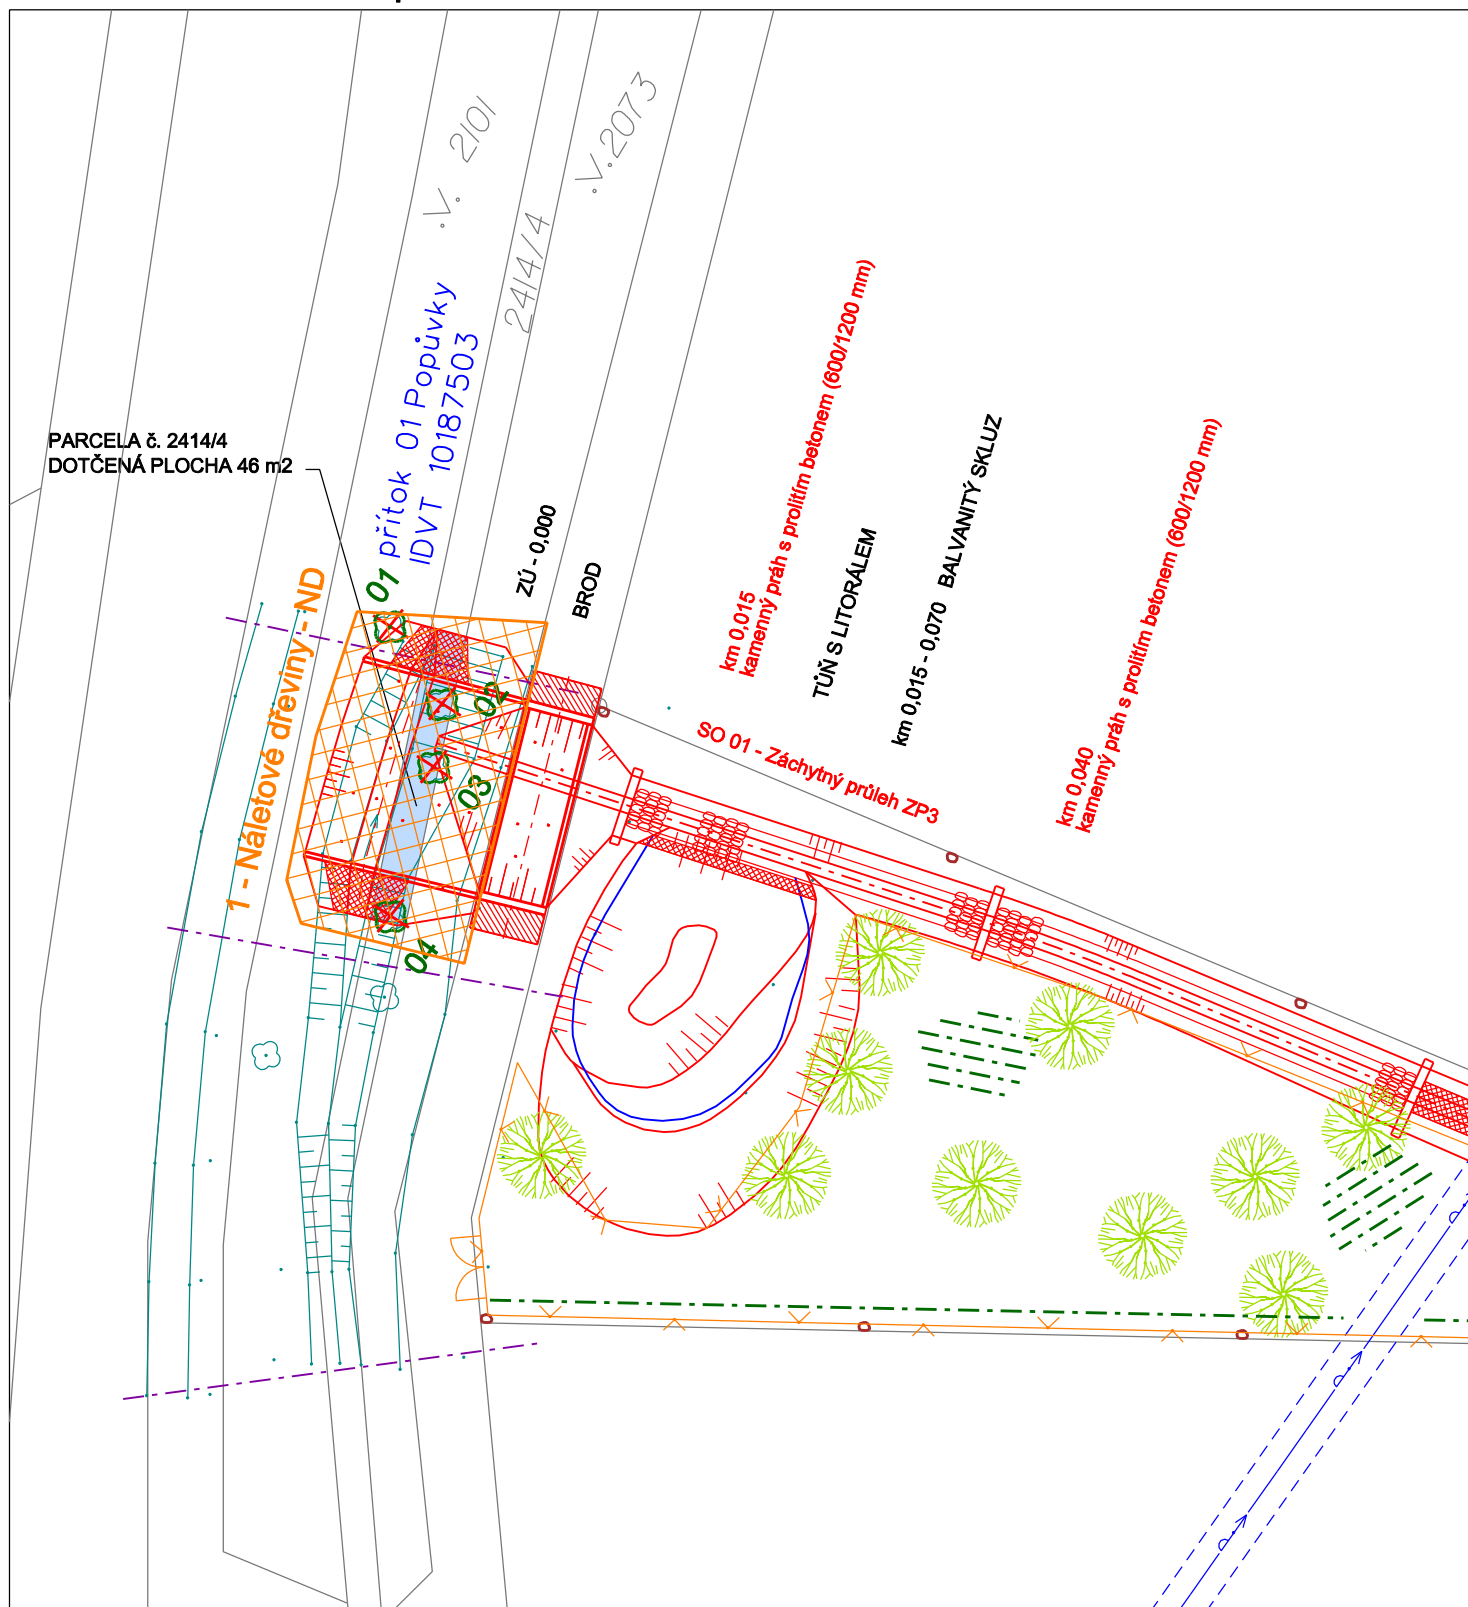 .V. 2101
.V.2073
2414/4
přítok 01 Popůvky
IDVT 10187503
PARCELA č. 2414/4
DOTČENÁ PLOCHA 46 m2
ZÚ - 0,000
BROD
km 0,015
kamenný práh s prolitím betonem (600/1200 mm)
TŮŇ S LITORÁLEM
km 0,015 - 0,070 BALVANITÝ SKLUZ
km 0,040
kamenný práh s prolitím betonem (600/1200 mm)
SO 01 - Záchytný průleh ZP3
1 - Náletové dřeviny - ND
01
02
03
04